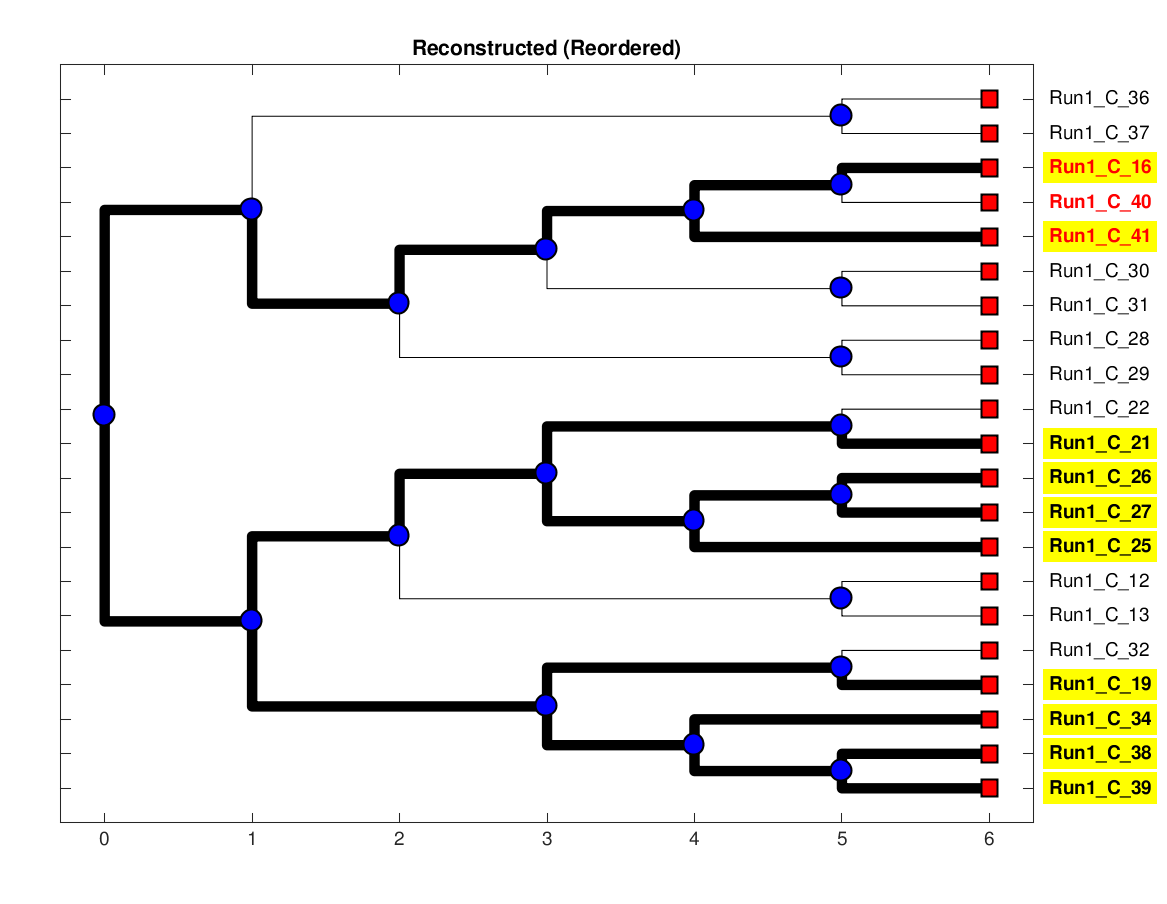 Reconstructed (Reordered)
Run1_C_36
Run1_C_37
Run1_C_16
Run1_C_40
Run1_C_41
Run1_C_30
Run1_C_31
Run1_C_28
Run1_C_29
Run1_C_22
Run1_C_21
Run1_C_26
Run1_C_27
Run1_C_25
Run1_C_12
Run1_C_13
Run1_C_32
Run1_C_19
Run1_C_34
Run1_C_38
Run1_C_39
0 1 2 3 4 5 6